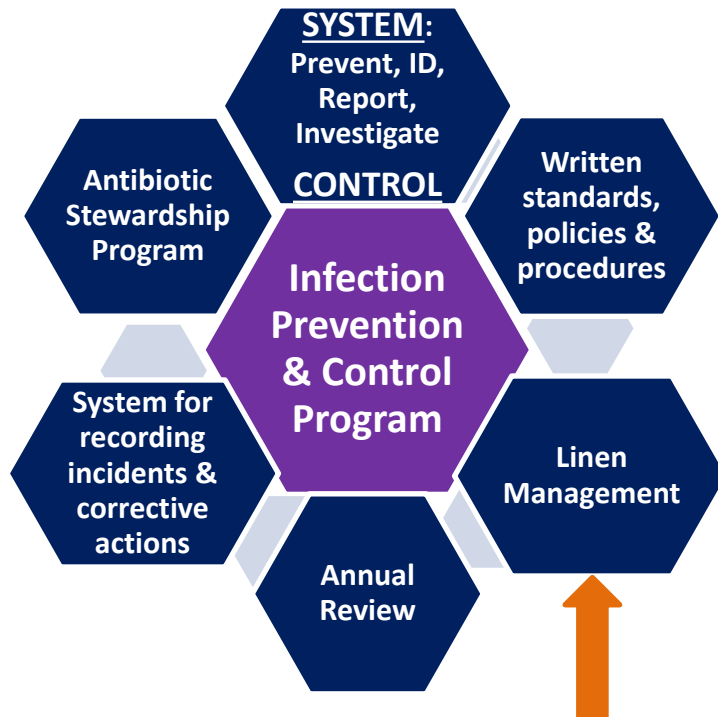 SYSTEM:
Prevent, ID,
Report,
Investigate
CONTROL
Written
standards,
policies &
procedures
Linen
Management
Annual
Review
System for
recording
incidents &
corrective
actions
Antibiotic
Stewardship
Program
Infection
Prevention
& Control
Program